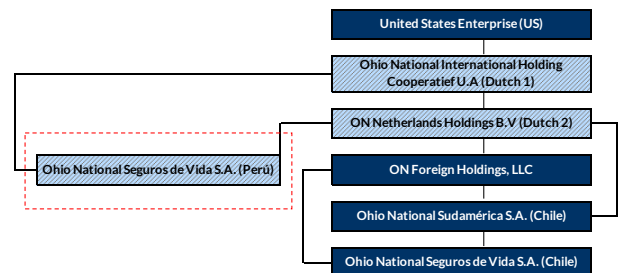 United States Enterprise (US)
Ohio National International Holding
Cooperatief U.A (Dutch 1)
ON Netherlands Holdings B.V (Dutch 2)
Ohio National Seguros de Vida S.A. (Perú)
ON Foreign Holdings, LLC
Ohio National Sudamérica S.A. (Chile)
Ohio National Seguros de Vida S.A. (Chile)